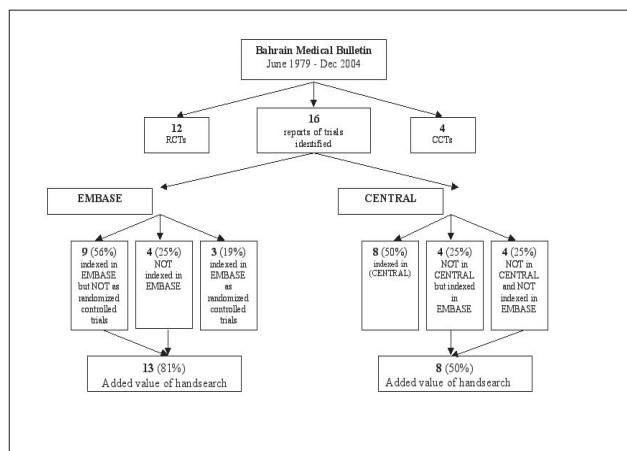 Bahrain Medical Bulletin
June 1979 - Dec 2004
12
RCTs
16
reports of trials
identified
4
CCTs
EMBASE
CENTRAL
9 (56%)
indexed in
EMBASE
but NOT as
randomized
controlled
trials
4 (25%)
NOT
indexed in
EMBASE
3 (19%)
indexed in
EMBASE
as
randomized
controlled
trials
8 (50%)
indexed in
(CENTRAL)
4 (25%)
NOT in
CENTRAL
but indexed
in
EMBASE
4 (25%)
NOT in
CENTRAL
and NOT
indexed in
EMBASE
13 (81%)
Added value of handsearch
8 (50%)
Added value of handsearch